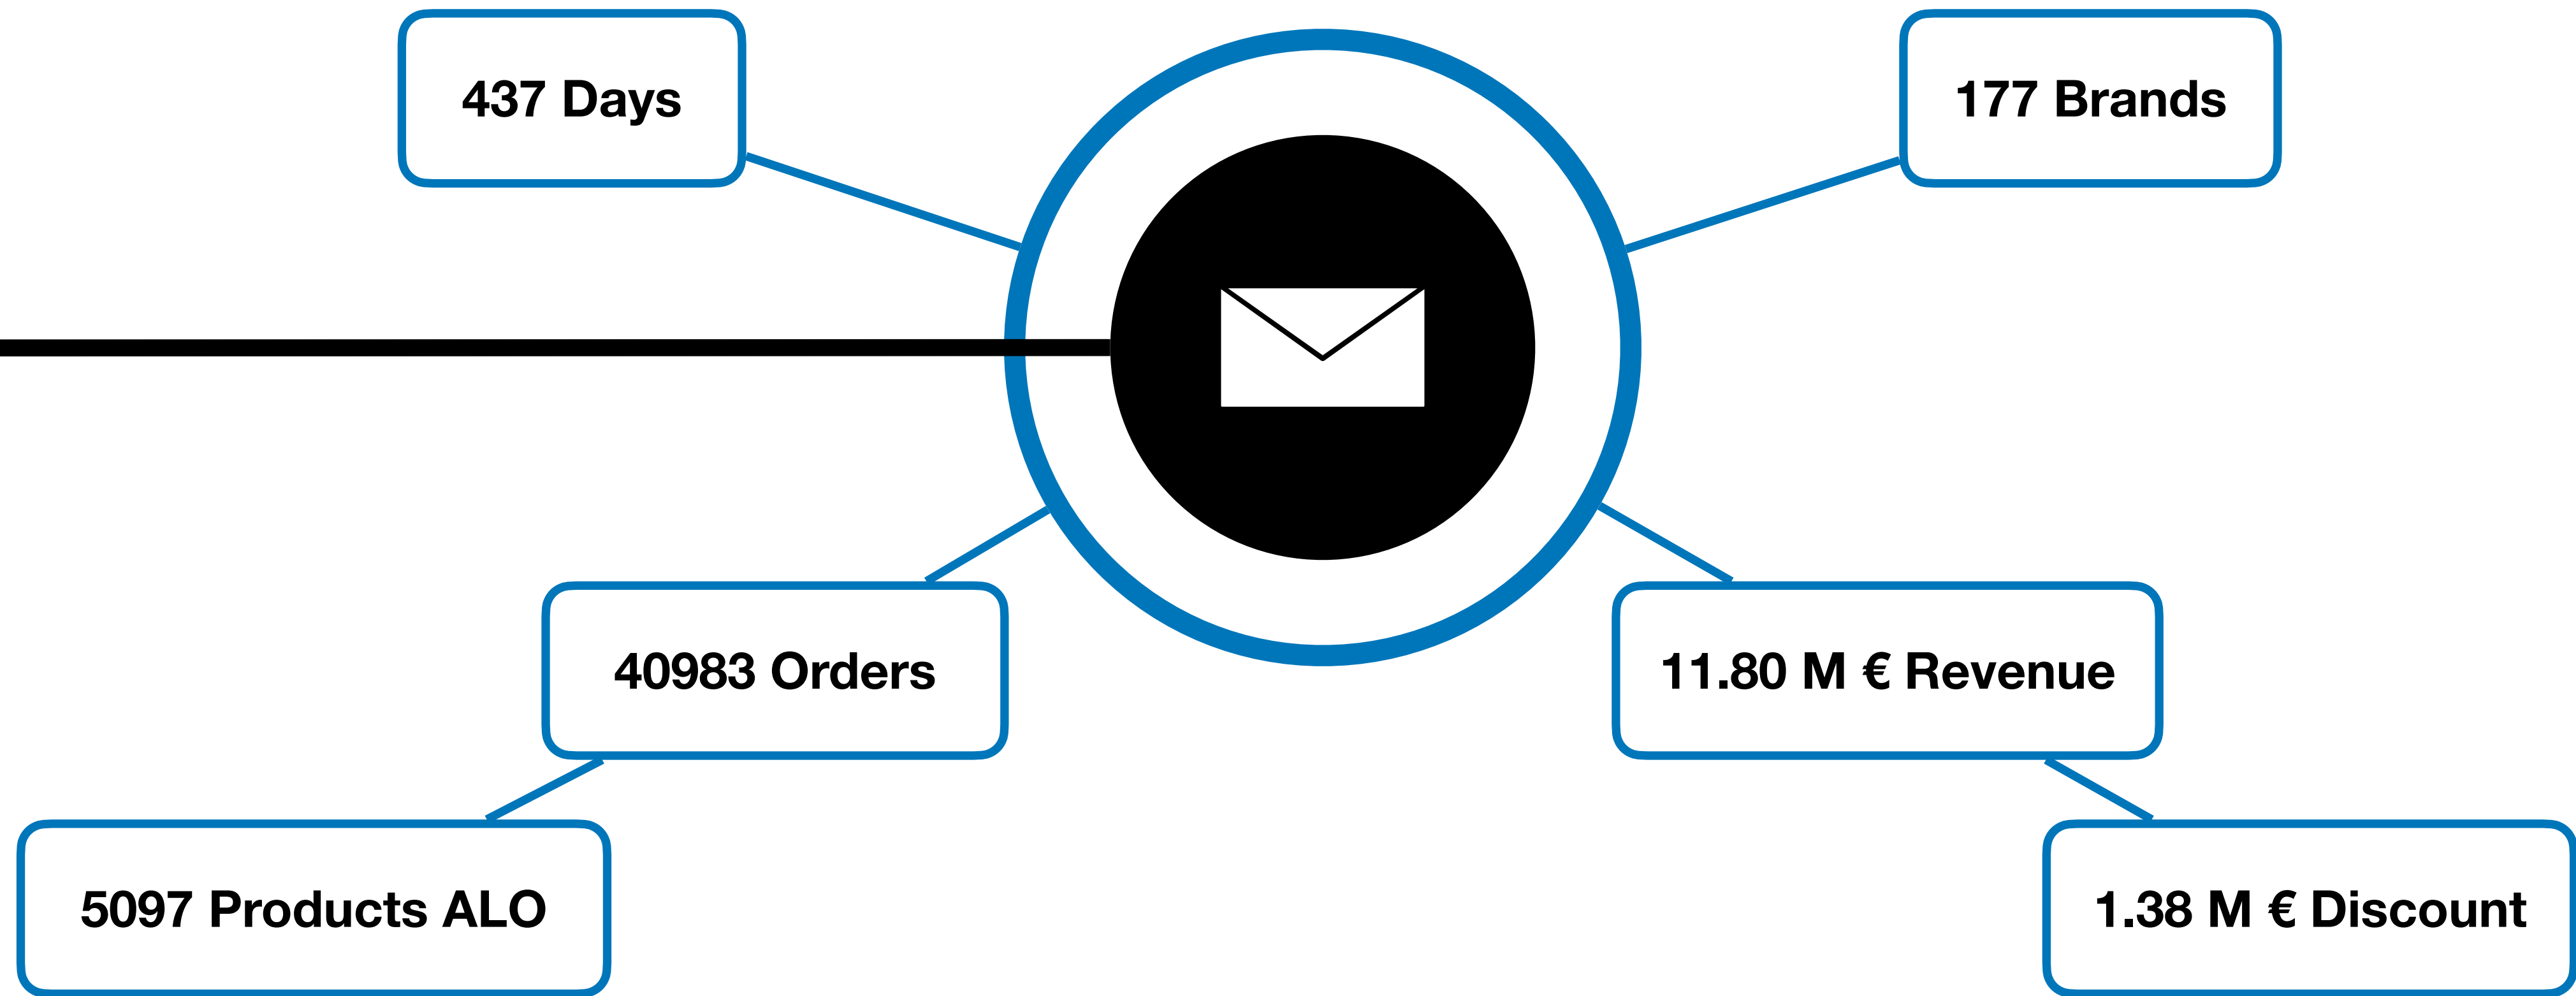 437 Days
177 Brands
40983 Orders
11.80 M € Revenue
5097 Products ALO
1.38 M € Discount